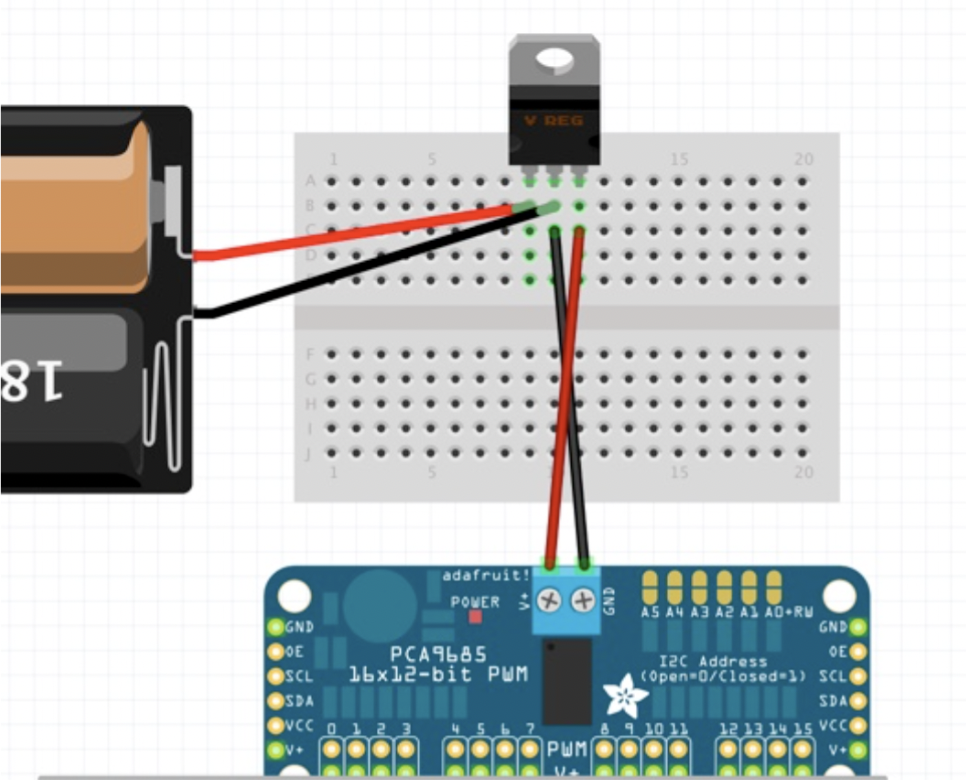 V REG
1 5 15 20
A
B
C
D
F
G
H
I
J
1 5 15 20
18
adafruit!
V+
GND
POWER
A5 A4 A3 A2 A1 A0+RW
PCA9685
16x12-bit PWM
I2C Address
(Open=0/Closed=1)
GND
OE
SCL
SDA
VCC
V+
GND
OE
SCL
SDA
VCC
V+
0 1 2 3 4 5 6 7 8 9 10 11 12 13 14 15
PWM
V+